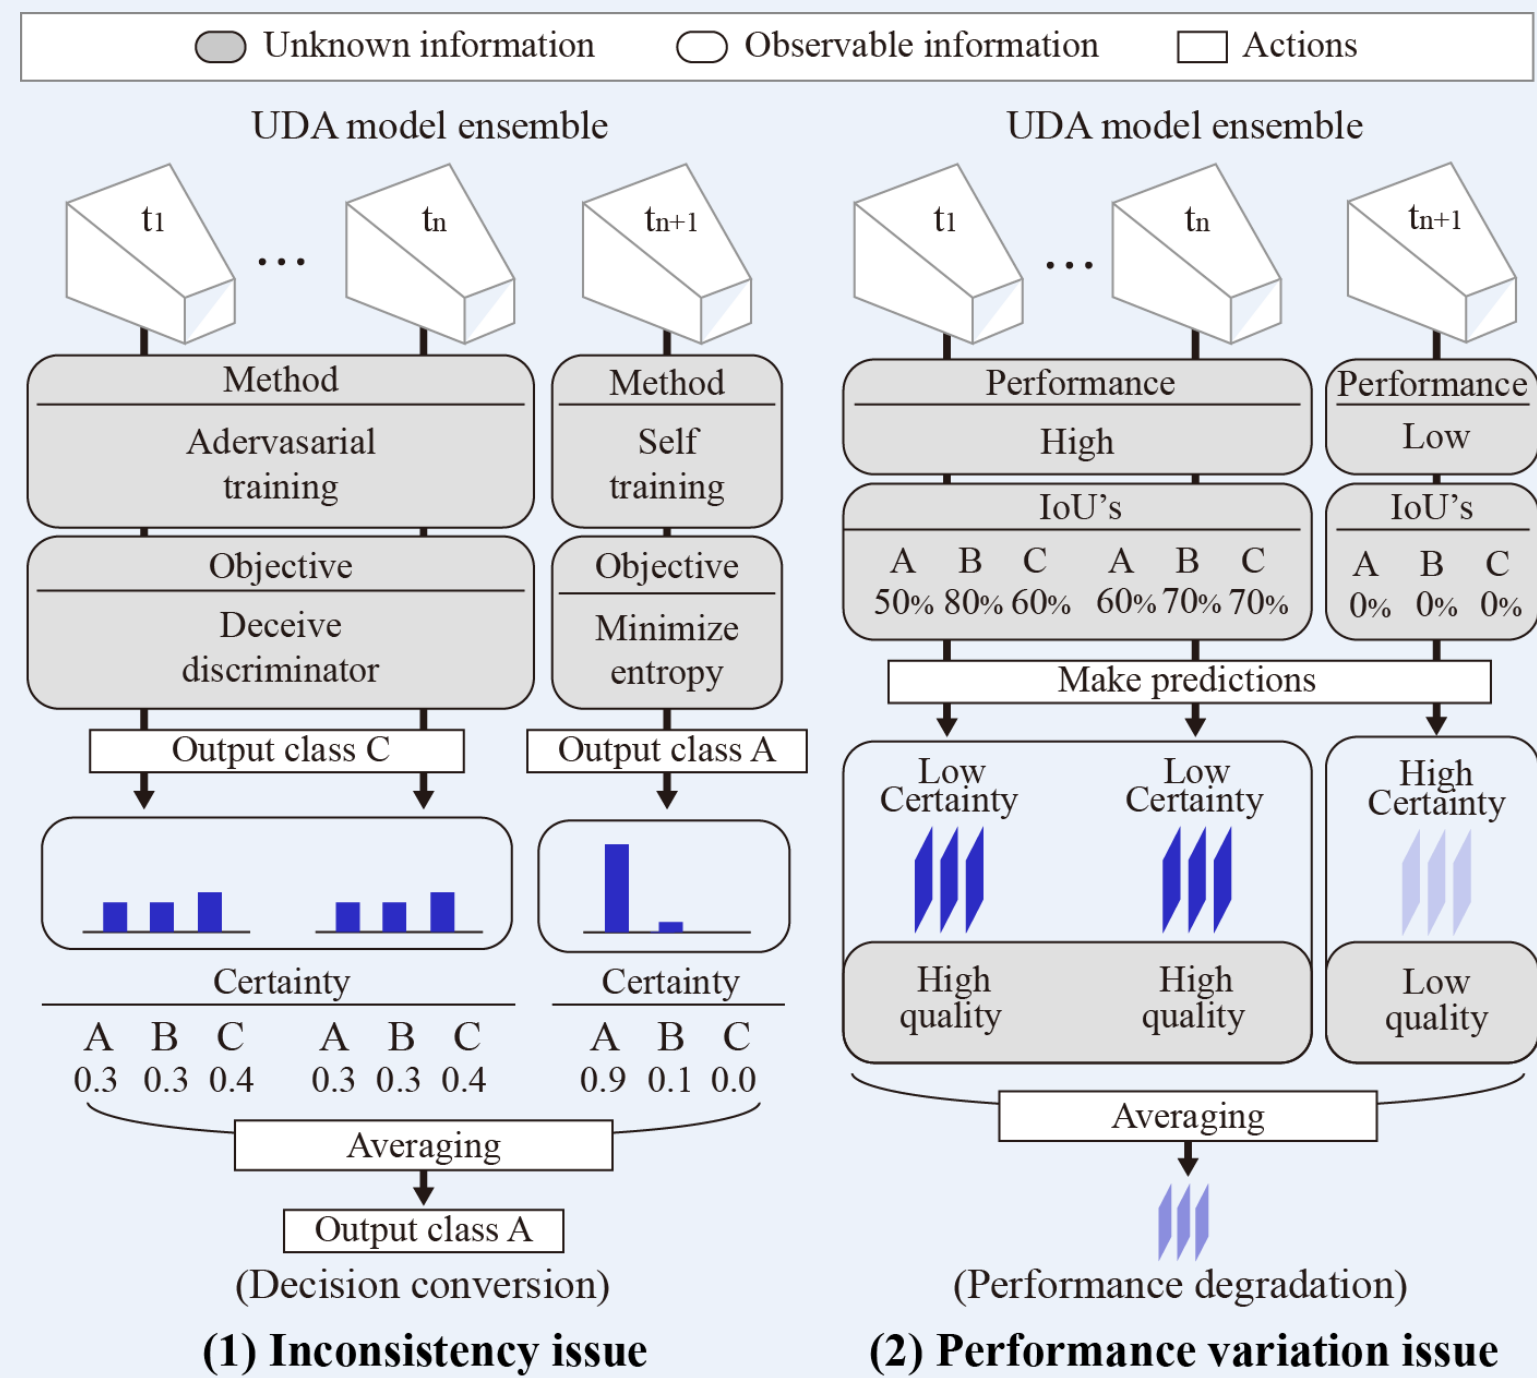 Unknown information
Observable information
Actions
UDA model ensemble
t1
...
tn
tn+1
Method
Adervasarial
training
Method
Self
training
Objective
Deceive
discriminator
Objective
Minimize
entropy
Output class C
Output class A
Certainty
A B C A B C
0.3 0.3 0.4 0.3 0.3 0.4
Certainty
A B C
0.9 0.1 0.0
Averaging
Output class A
(Decision conversion)
(1) Inconsistency issue
UDA model ensemble
t1
...
tn
tn+1
Performance
High
Performance
Low
IoU's
A B C A B C
50% 80% 60% 60% 70% 70%
IoU's
A B C
0% 0% 0%
Make predictions
Low
Certainty
Low
Certainty
High
Certainty
High
quality
High
quality
Low
quality
Averaging
(Performance degradation)
(2) Performance variation issue